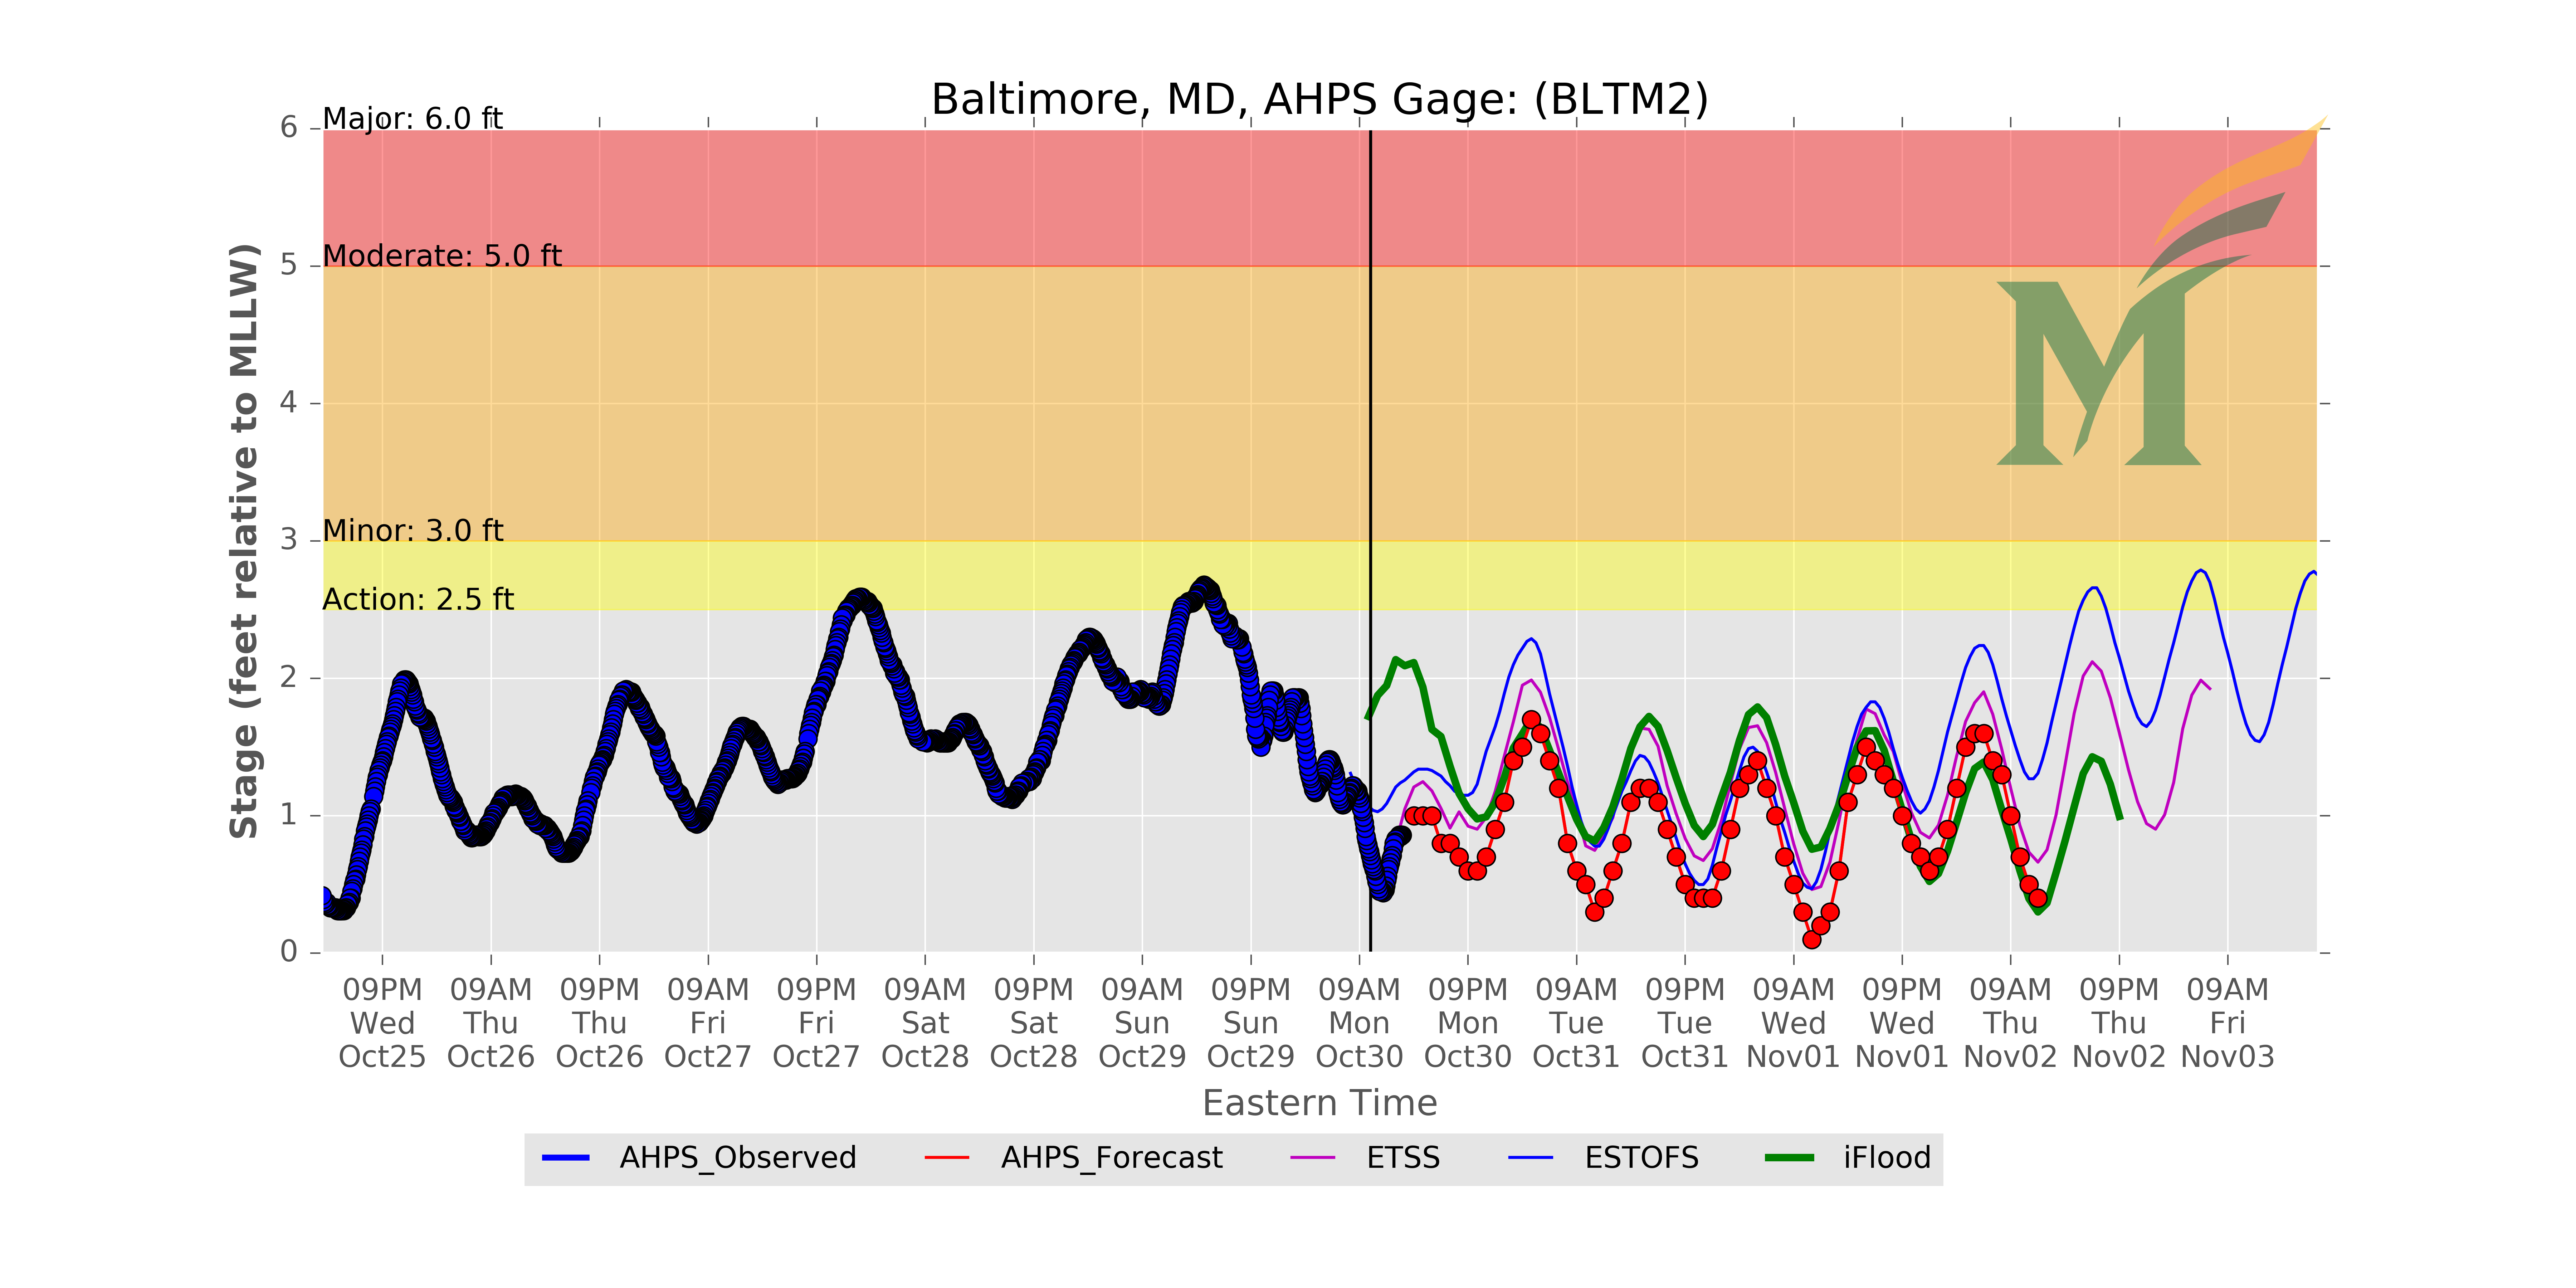 Baltimore, MD, AHPS Gage: (BLTM2)
Major: 6.0 ft
Moderate: 5.0 ft
Minor: 3.0 ft
Action: 2.5 ft
Stage (feet relative to MLLW)
6
5
4
3
2
1
0
09PM 09AM 09PM 09AM 09PM 09AM 09PM 09AM 09PM 09AM 09PM 09AM 09PM 09AM 09PM 09AM 09PM 09AM
Wed Thu Thu Fri Fri Sat Sat Sun Sun Mon Mon Tue Tue Wed Wed Thu Thu Fri
Oct25 Oct26 Oct26 Oct27 Oct27 Oct28 Oct28 Oct29 Oct29 Oct30 Oct30 Oct31 Oct31 Nov01 Nov01 Nov02 Nov02 Nov03
Eastern Time
AHPS_Observed AHPS_Forecast ETSS ESTOFS iFlood